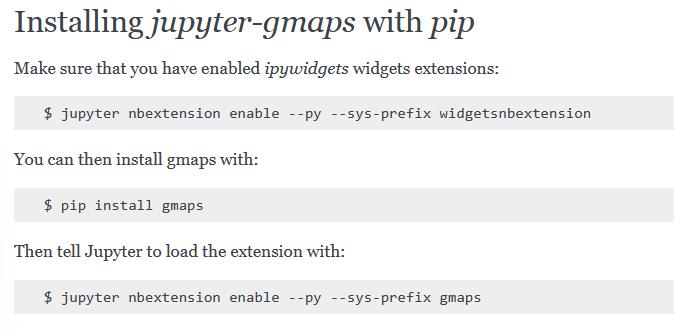 Installing jupyter-gmaps with pip
Make sure that you have enabled ipywidgets widgets extensions:
$ jupyter nbextension enable --py --sys-prefix widgetsnbextension
You can then install gmaps with:
$ pip install gmaps
Then tell Jupyter to load the extension with:
$ jupyter nbextension enable --py --sys-prefix gmaps